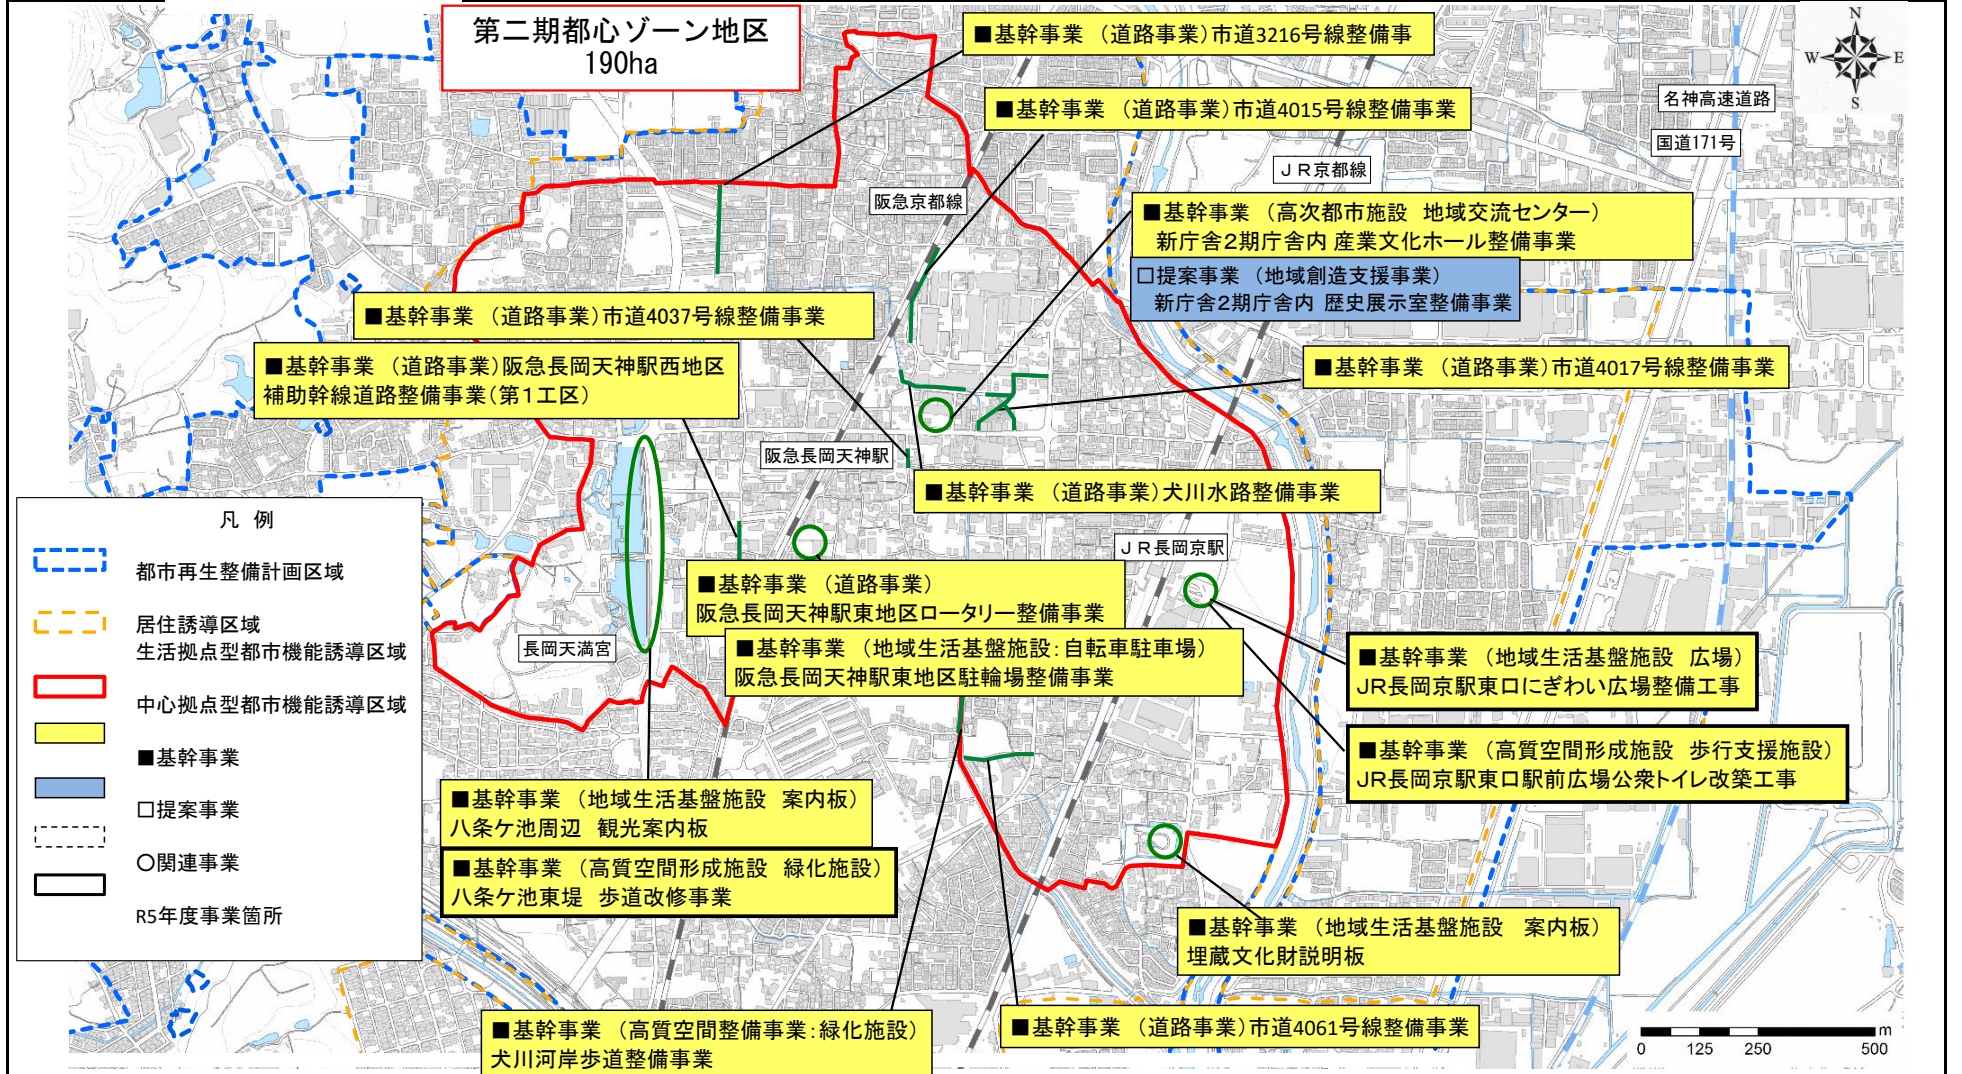 第二期都心ゾーン地区
190ha
■基幹事業 （道路事業）市道3216号線整備事
■基幹事業 （道路事業）市道4015号線整備事業
N
W
E
S
名神高速道路
国道171号
ＪＲ京都線
阪急京都線
■基幹事業 （高次都市施設　地域交流センター）
新庁舎２期庁舎内 産業文化ホール整備事業
□提案事業 （地域創造支援事業）
新庁舎２期庁舎内 歴史展示室整備事業
■基幹事業 （道路事業）市道4037号線整備事業
■基幹事業 （道路事業）阪急長岡天神駅西地区
補助幹線道路整備事業（第１工区）
■基幹事業 （道路事業）市道4017号線整備事業
阪急長岡天神駅
■基幹事業 （道路事業）犬川水路整備事業
ＪＲ長岡京駅
■基幹事業 （道路事業）
阪急長岡天神駅東地区ロータリー整備事業
長岡天満宮
■基幹事業 （地域生活基盤施設：自転車駐車場）
阪急長岡天神駅東地区駐輪場整備事業
■基幹事業 （地域生活基盤施設　広場）
JR長岡京駅東口にぎわい広場整備工事
■基幹事業 （高質空間形成施設　歩行支援施設）
JR長岡京駅東口駅前広場公衆トイレ改築工事
■基幹事業 （地域生活基盤施設　案内板）
八条ケ池周辺　観光案内板
■基幹事業 （高質空間形成施設　緑化施設）
八条ケ池東堤　歩道改修事業
■基幹事業 （地域生活基盤施設　案内板）
埋蔵文化財説明板
■基幹事業 （高質空間整備事業：緑化施設）
犬川河岸歩道整備事業
■基幹事業 （道路事業）市道4061号線整備事業
凡 例
都市再生整備計画区域
居住誘導区域
生活拠点型都市機能誘導区域
中心拠点型都市機能誘導区域
■基幹事業
□提案事業
○関連事業
R5年度事業箇所
m
0 125 250 500